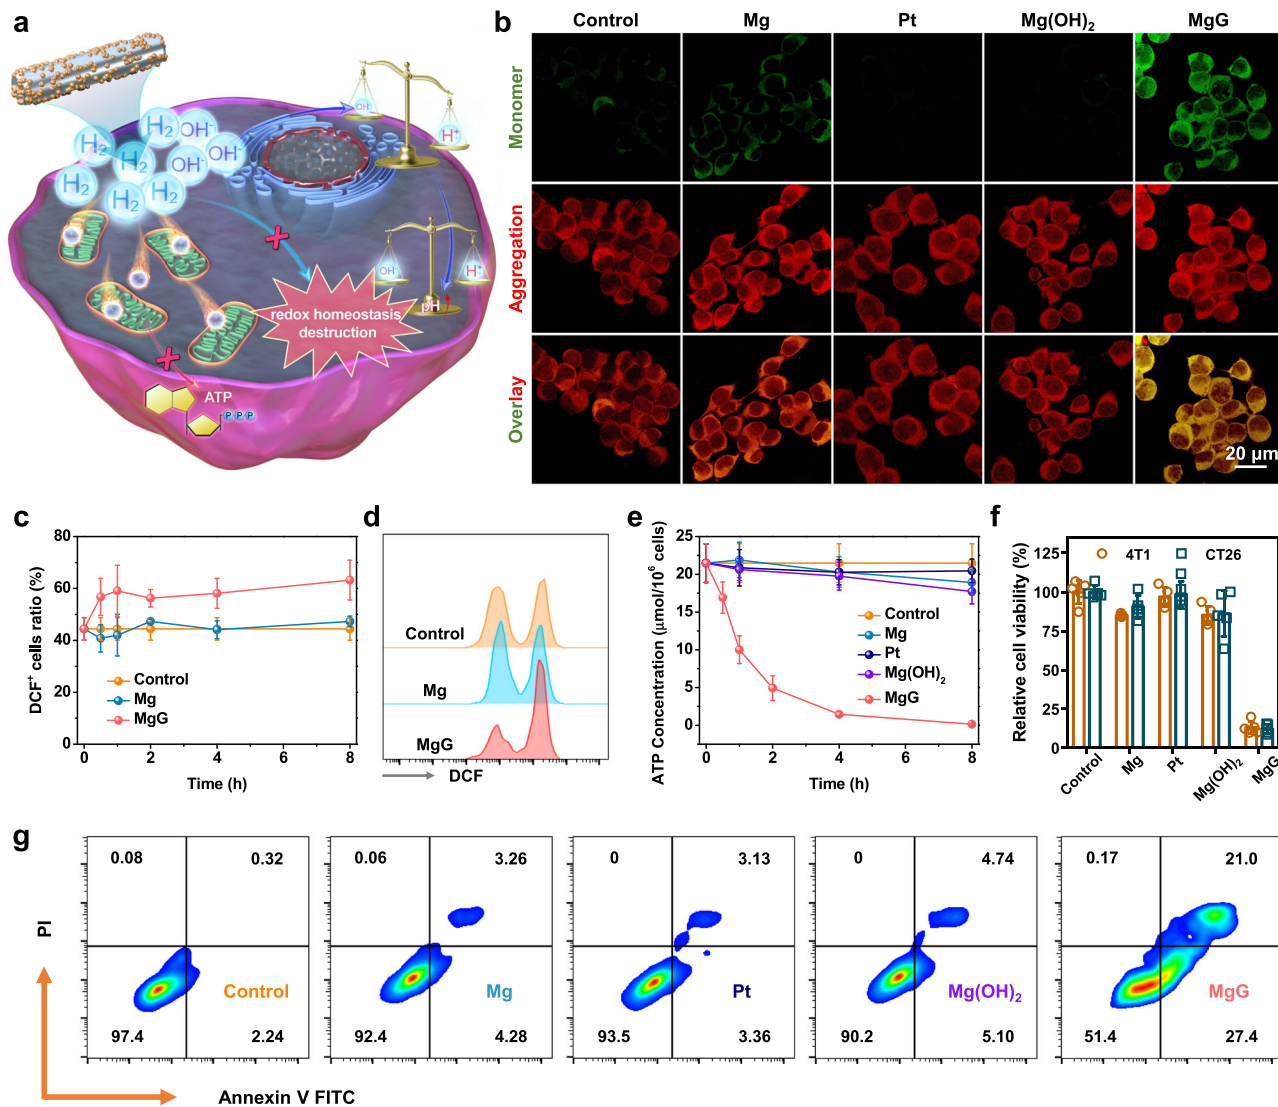 a
H₂
OH⁻
H₂
H₂
OH⁻
OH⁻
H₂
H₂
H₂
OH⁻
H⁺
OH⁻
H⁺
pH
redox homeostasis
destruction
ATP
P P P
b
Control Mg Pt Mg(OH)₂ MgG
Monomer
Aggregation
Overlay
20 μm
c
DCF⁺ cells ratio (%)
80
60
40
20
0
Control
Mg
MgG
0 2 4 6 8
Time (h)
d
Control
Mg
MgG
DCF
e
ATP Concentration (μmol/10⁶ cells)
25
20
15
10
5
0
Control
Mg
Pt
Mg(OH)₂
MgG
0 2 4 6 8
Time (h)
f
Relative cell viability (%)
125
100
75
50
25
0
4T1 CT26
Control Mg Pt Mg(OH)₂ MgG
g
PI
0.08 0.32
Control
97.4 2.24
0.06 3.26
Mg
92.4 4.28
0 3.13
Pt
93.5 3.36
0 4.74
Mg(OH)₂
90.2 5.10
0.17 21.0
MgG
51.4 27.4
Annexin V FITC